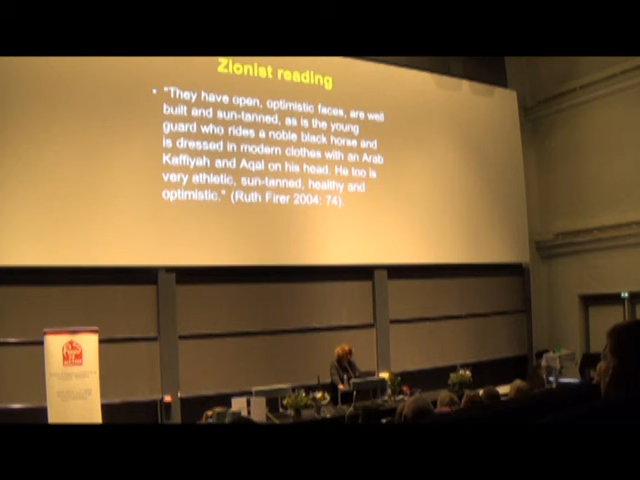 Zionist reading
• "They have open, optimistic faces, are well
built and sun-tanned, as is the young
guard who rides a noble black horse and
is dressed in modern clothes with an Arab
Kaffiyah and Aqal on his head. He too is
very athletic, sun-tanned, healthy and
optimistic." (Ruth Firer 2004: 74).